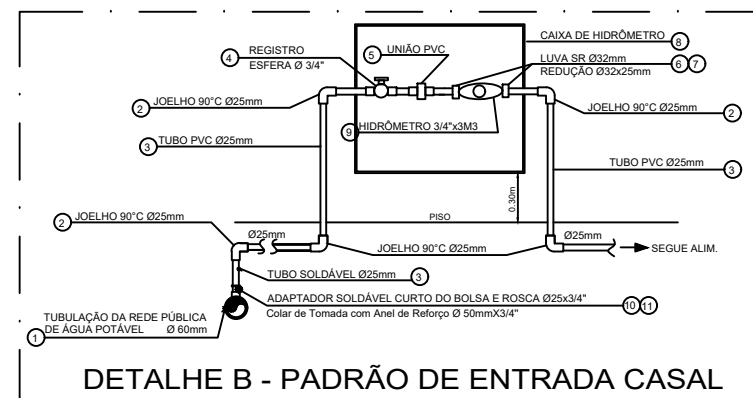 4
REGISTRO
ESFERA Ø 3/4"
5
UNIÃO PVC
CAIXA DE HIDRÔMETRO
8
LUVA SR Ø32mm
REDUÇÃO Ø32x25mm
6
7
2
JOELHO 90°C Ø25mm
JOELHO 90°C Ø25mm
2
9
HIDRÔMETRO 3/4"x3M3
3
TUBO PVC Ø25mm
TUBO PVC Ø25mm
3
0.30m
2
JOELHO 90°C Ø25mm
PISO
Ø25mm
Ø25mm
JOELHO 90°C Ø25mm
SEGUE ALIM.
TUBO SOLDÁVEL Ø25mm
3
ADAPTADOR SOLDÁVEL CURTO DO BOLSA E ROSCA Ø25x3/4"
10
11
Colar de Tomada com Anel de Reforço Ø 50mmX3/4"
TUBULAÇÃO DA REDE PÚBLICA
DE ÁGUA POTÁVEL Ø 60mm
1
DETALHE B - PADRÃO DE ENTRADA CASAL